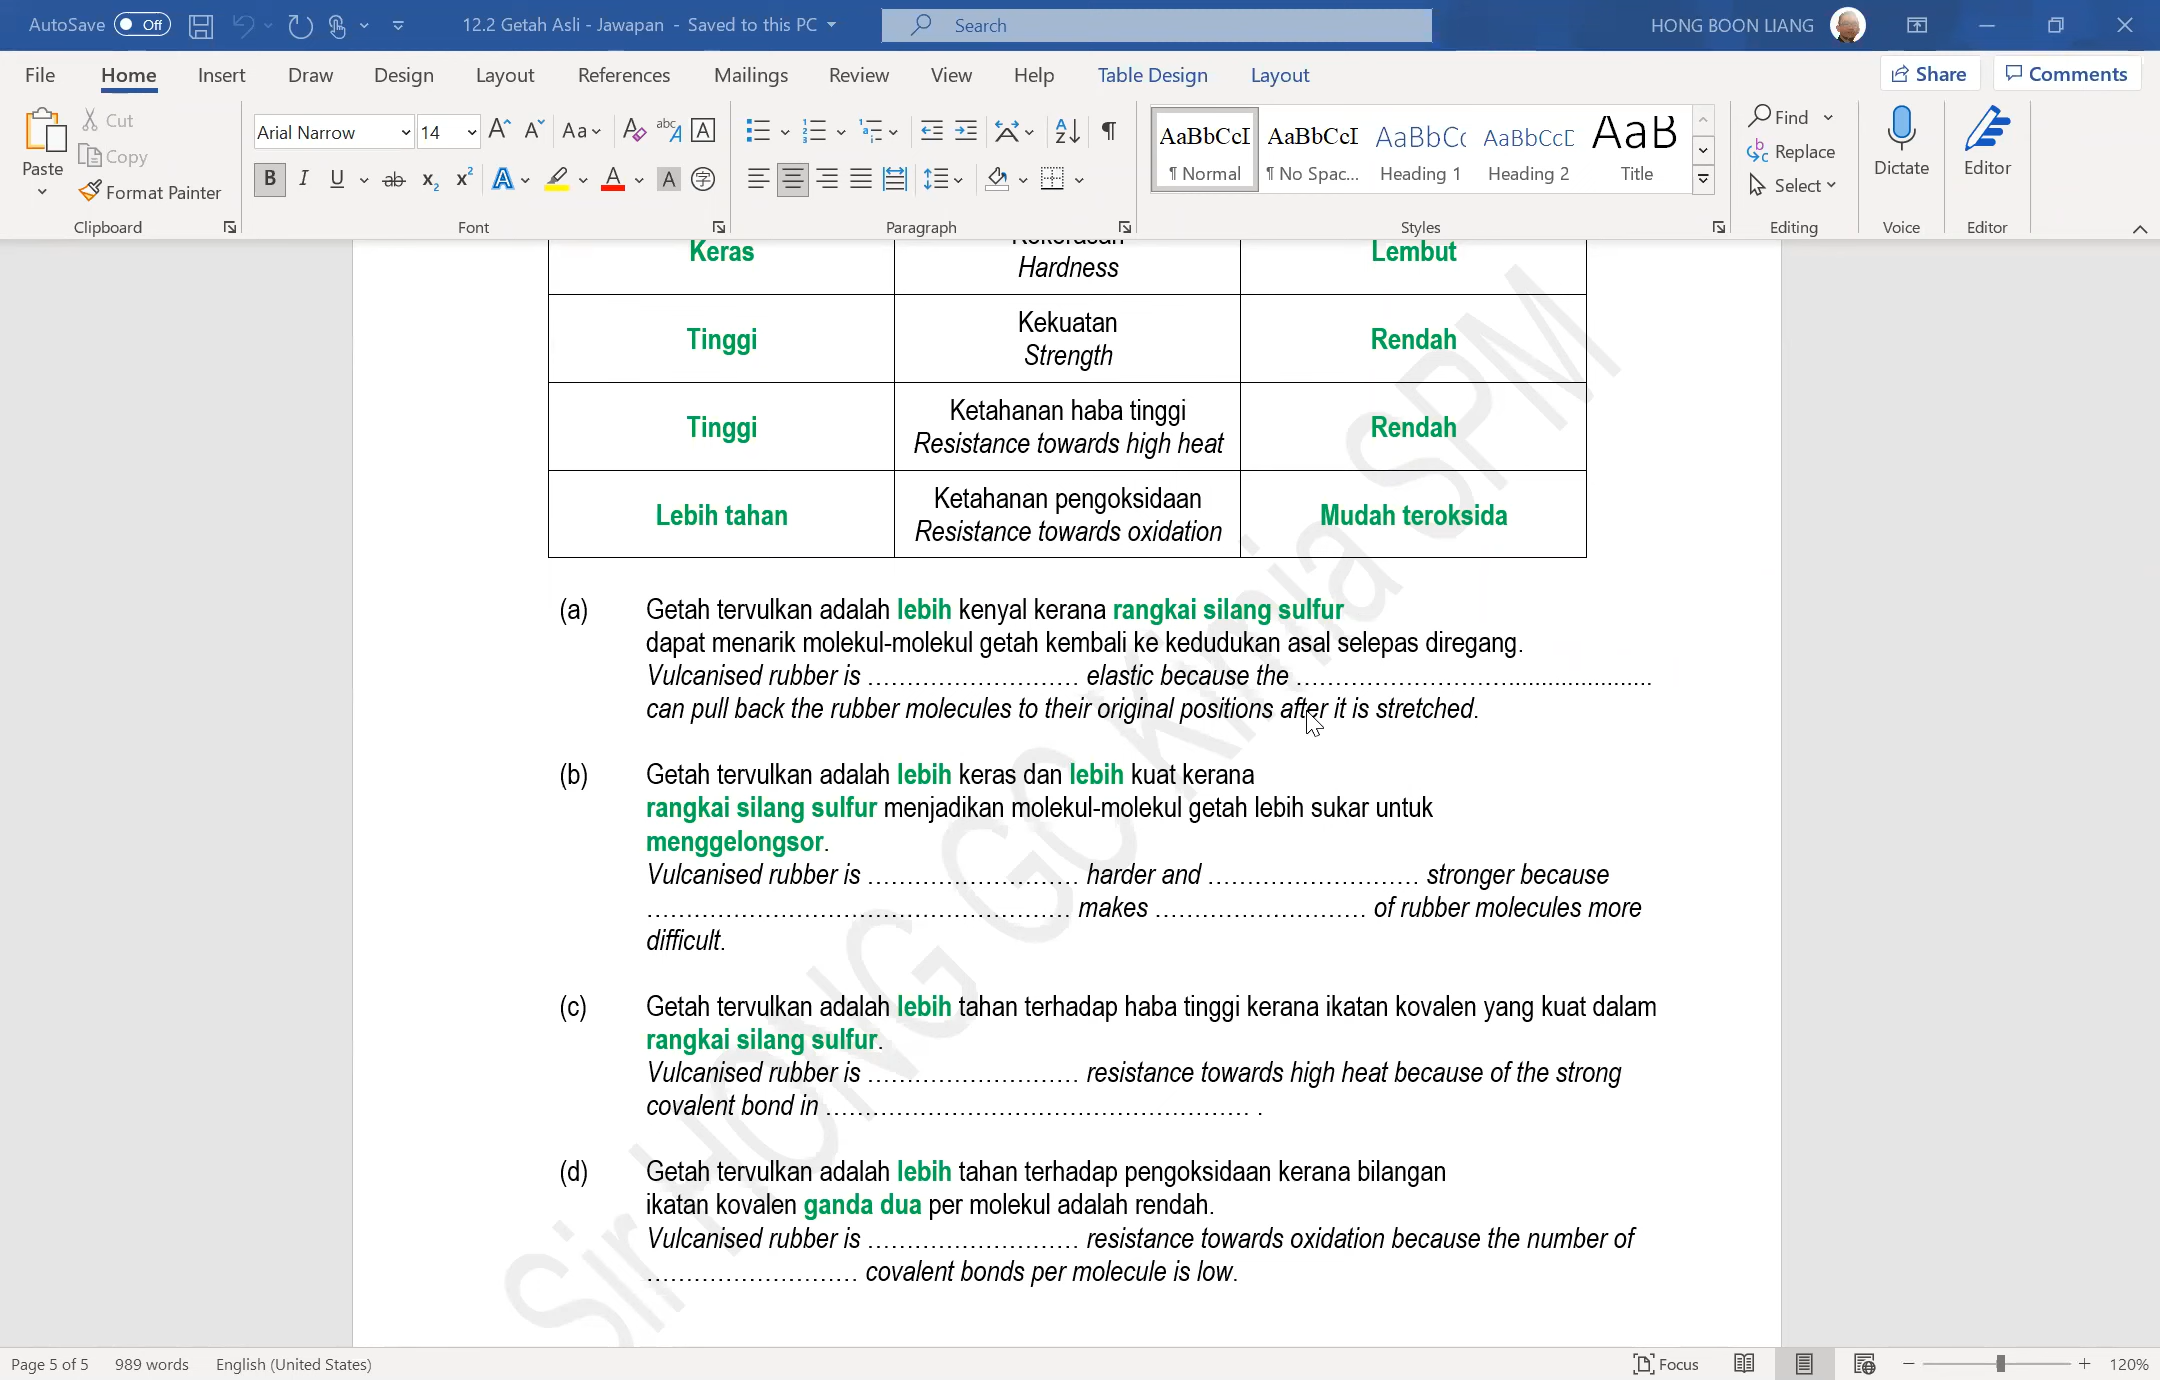 AutoSave Off 12.2 Getah Asli - Jawapan - Saved to this PC Search HONG BOON LIANG
File Home Insert Draw Design Layout References Mailings Review View Help Table Design Layout Share Comments
Paste Cut Copy Format Painter
Arial Narrow 14
AaBbCcI AaBbCcI AaBbC AaBbCcD AaB
¶ Normal ¶ No Spac... Heading 1 Heading 2 Title
Find Replace Select
Dictate Editor
Clipboard Font Paragraph Styles Editing Voice Editor
Keras Kekerasan Lembut
Hardness
Tinggi Kekuatan Rendah
Strength
Tinggi Ketahanan haba tinggi Rendah
Resistance towards high heat
Lebih tahan Ketahanan pengoksidaan Mudah teroksida
Resistance towards oxidation
(a) Getah tervulkan adalah lebih kenyal kerana rangkai silang sulfur
dapat menarik molekul-molekul getah kembali ke kedudukan asal selepas diregang.
Vulcanised rubber is ........................... elastic because the ................................................
can pull back the rubber molecules to their original positions after it is stretched.
(b) Getah tervulkan adalah lebih keras dan lebih kuat kerana
rangkai silang sulfur menjadikan molekul-molekul getah lebih sukar untuk
menggelongsor.
Vulcanised rubber is ........................... harder and ........................... stronger because
...................................................... makes ........................... of rubber molecules more
difficult.
(c) Getah tervulkan adalah lebih tahan terhadap haba tinggi kerana ikatan kovalen yang kuat dalam
rangkai silang sulfur.
Vulcanised rubber is ........................... resistance towards high heat because of the strong
covalent bond in ...................................................... .
(d) Getah tervulkan adalah lebih tahan terhadap pengoksidaan kerana bilangan
ikatan kovalen ganda dua per molekul adalah rendah.
Vulcanised rubber is ........................... resistance towards oxidation because the number of
........................... covalent bonds per molecule is low.
Sir HONG GC Kimia SPM
Page 5 of 5 989 words English (United States) Focus 120%